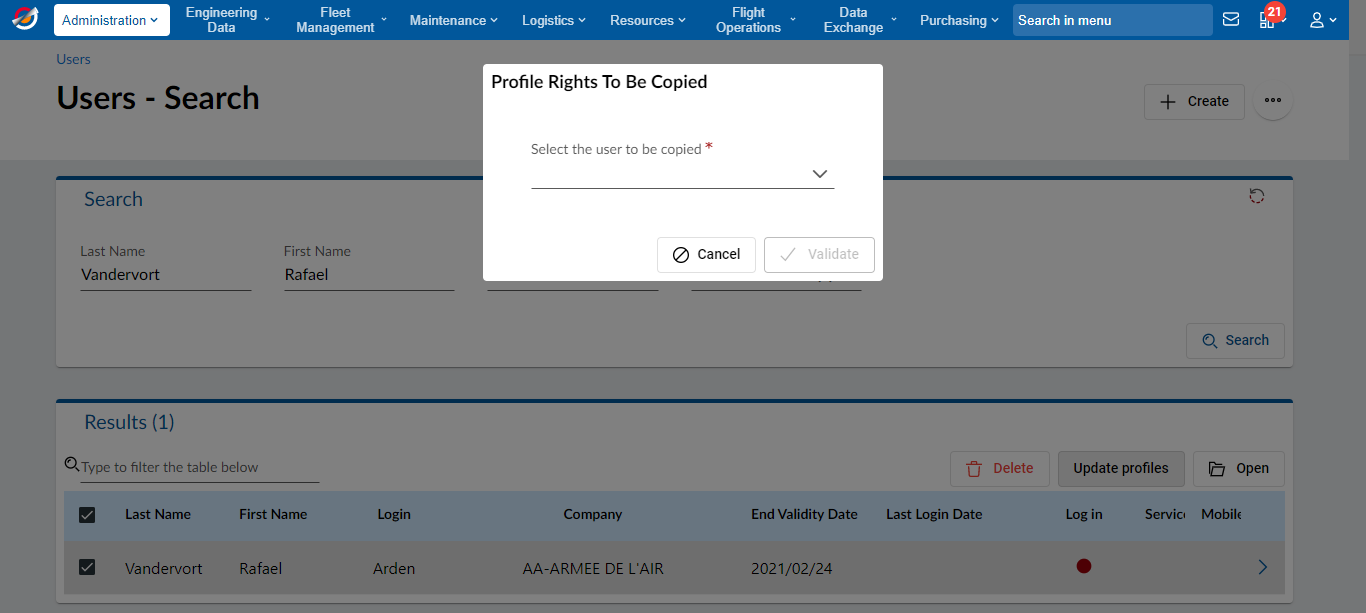 Administration
Engineering Data
Fleet Management
Maintenance
Logistics
Resources
Flight Operations
Data Exchange
Purchasing
Search in menu
21
Users
Users - Search
Create
Profile Rights To Be Copied
Select the user to be copied *
Cancel
Validate
Search
Last Name
First Name
Vandervort
Rafael
Search
Results (1)
Type to filter the table below
Delete
Update profiles
Open
Last Name First Name Login Company End Validity Date Last Login Date Log in Servic Mobile
Vandervort Rafael Arden AA-ARMEE DE L'AIR 2021/02/24